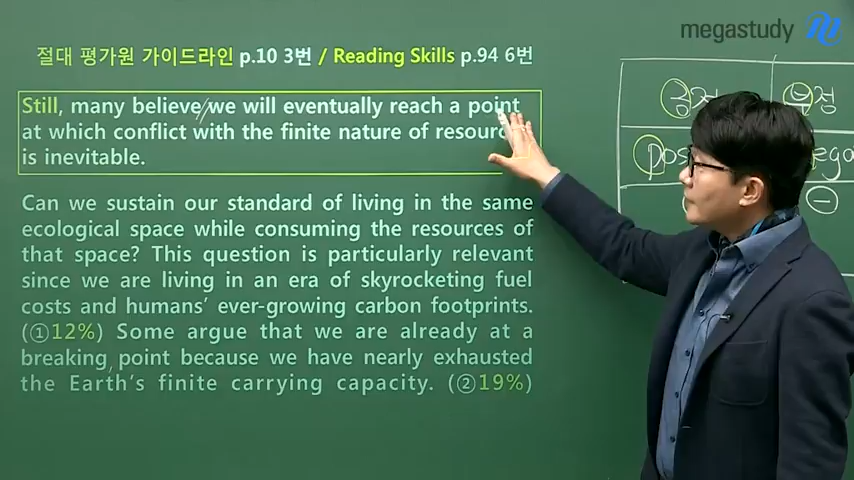 megastudy
절대 평가원 가이드라인 p.10 3번 / Reading Skills p.94 6번
Still, many believe we will eventually reach a point
at which conflict with the finite nature of
is inevitable.
Can we sustain our standard of living in the same
ecological space while consuming the resources of
that space? This question is particularly relevant
since we are living in an era of skyrocketing fuel
costs and humans' ever-growing carbon footprints.
(①12%) Some argue that we are already at a
breaking point because we have nearly exhausted
the Earth's finite carrying capacity. (②19%)
긍정 부정